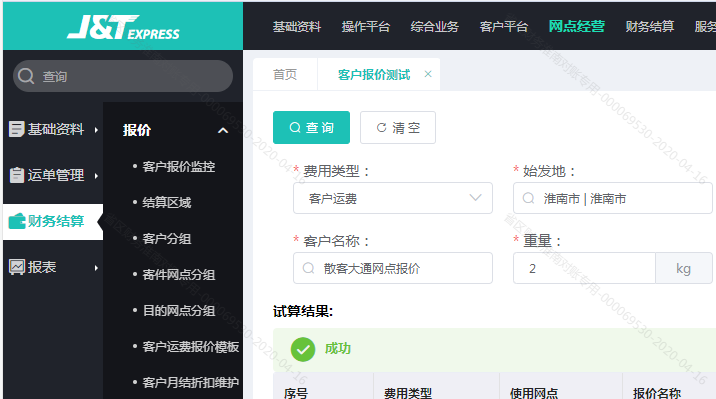 J&T EXPRESS
基础资料 操作平台 综合业务 客户平台 网点经营 财务结算 服务
查询
首页 客户报价测试 ×
基础资料
运单管理
财务结算
报表
报价
客户报价监控
结算区域
客户分组
寄件网点分组
目的网点分组
客户运费报价模板
客户月结折扣维护
查询 清空
* 费用类型：
* 始发地：
客户运费
淮南市 | 淮南市
* 客户名称：
* 重量：
散客大通网点报价
2 kg
试算结果:
成功
序号 费用类型 使用网点 报价名称